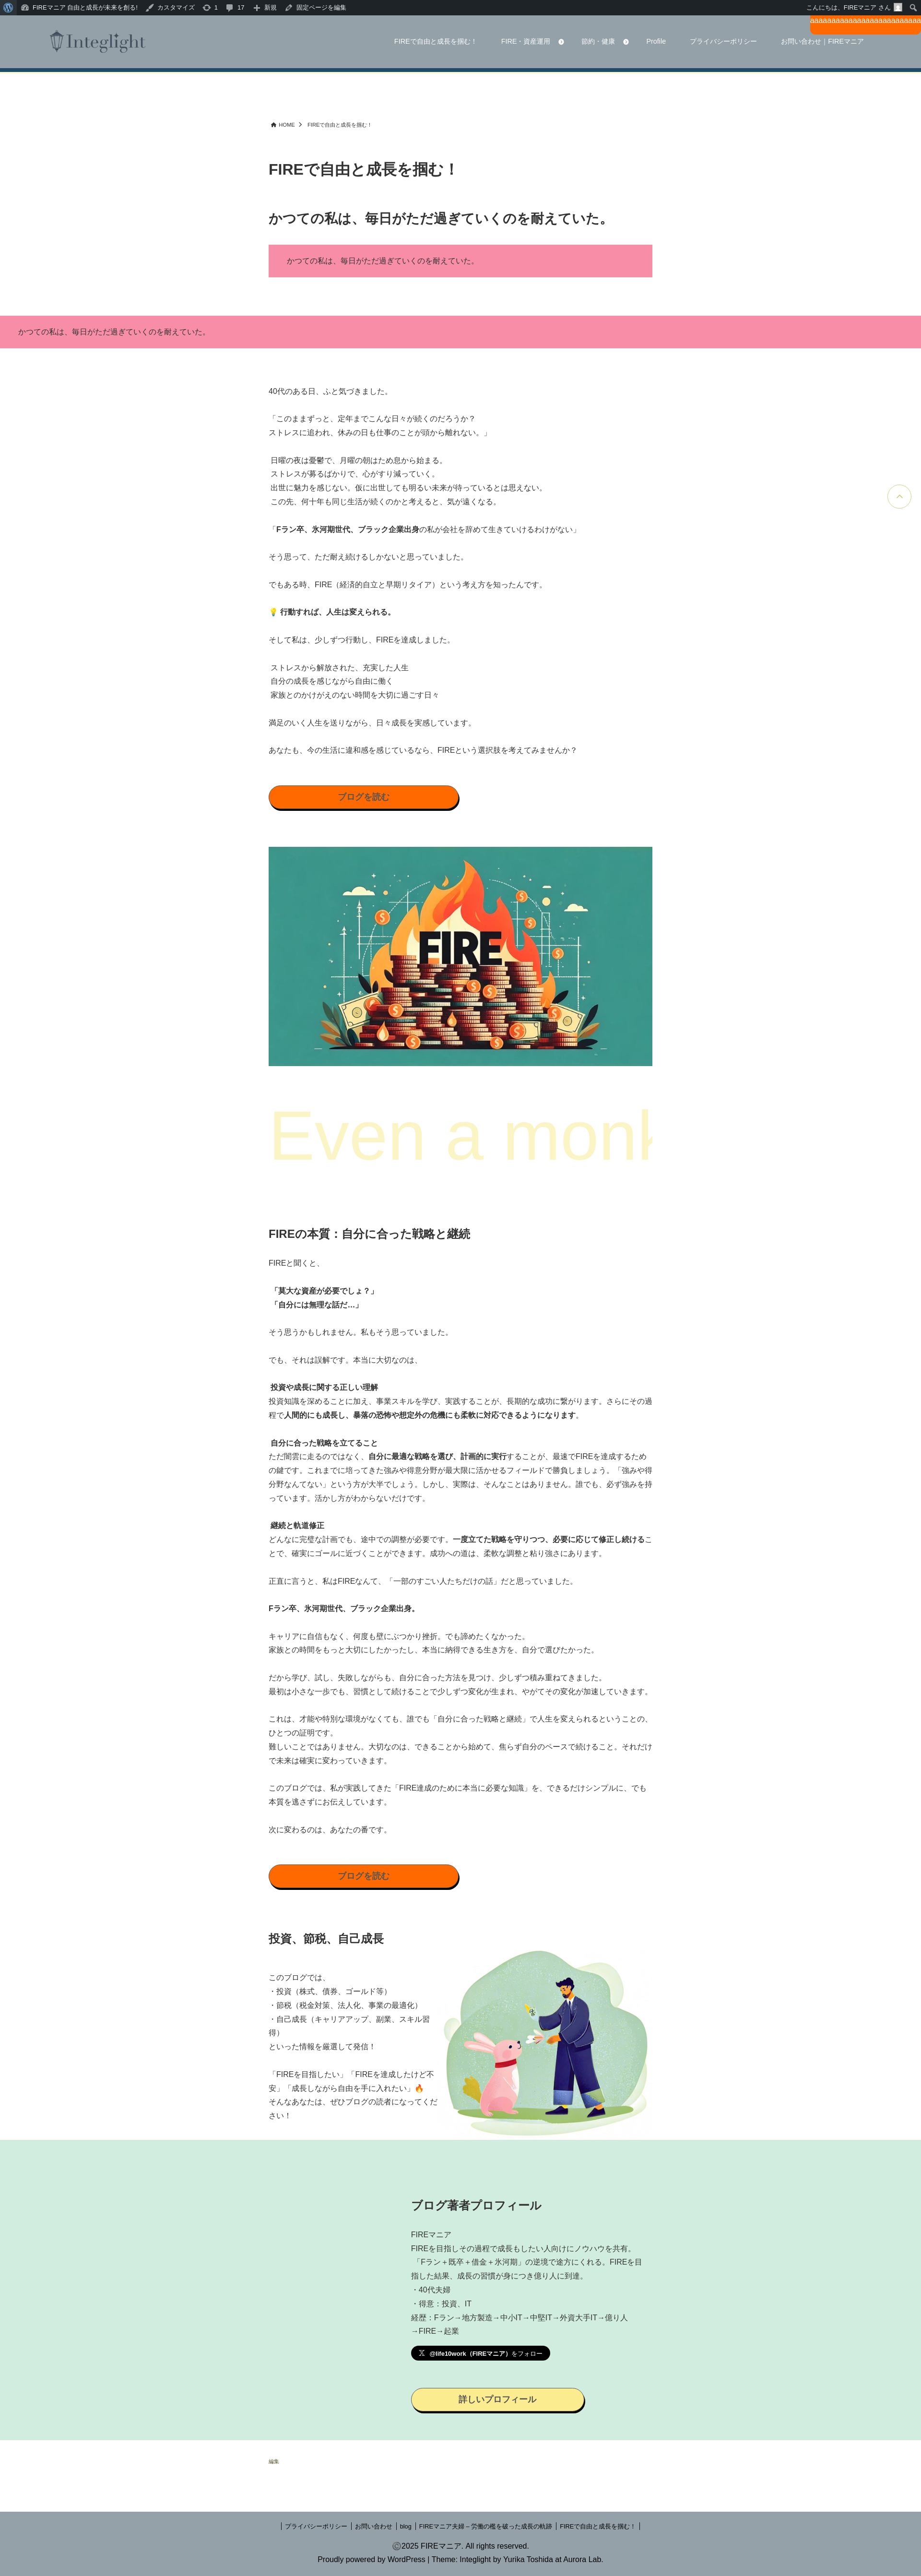 FIREマニア 自由と成長が未来を創る! カスタマイズ 1 17 新規 固定ページを編集 こんにちは、FIREマニア さん
aaaaaaaaaaaaaaaaaaaaaaaaaa
Integlight
FIREで自由と成長を掴む！ FIRE・資産運用 節約・健康 Profile プライバシーポリシー お問い合わせ｜FIREマニア
HOME FIREで自由と成長を掴む！
FIREで自由と成長を掴む！
かつての私は、毎日がただ過ぎていくのを耐えていた。
かつての私は、毎日がただ過ぎていくのを耐えていた。
かつての私は、毎日がただ過ぎていくのを耐えていた。
40代のある日、ふと気づきました。
「このままずっと、定年までこんな日々が続くのだろうか？
ストレスに追われ、休みの日も仕事のことが頭から離れない。」
日曜の夜は憂鬱で、月曜の朝はため息から始まる。
ストレスが募るばかりで、心がすり減っていく。
出世に魅力を感じない。仮に出世しても明るい未来が待っているとは思えない。
この先、何十年も同じ生活が続くのかと考えると、気が遠くなる。
「Fラン卒、氷河期世代、ブラック企業出身の私が会社を辞めて生きていけるわけがない」
そう思って、ただ耐え続けるしかないと思っていました。
でもある時、FIRE（経済的自立と早期リタイア）という考え方を知ったんです。
💡 行動すれば、人生は変えられる。
そして私は、少しずつ行動し、FIREを達成しました。
ストレスから解放された、充実した人生
自分の成長を感じながら自由に働く
家族とのかけがえのない時間を大切に過ごす日々
満足のいく人生を送りながら、日々成長を実感しています。
あなたも、今の生活に違和感を感じているなら、FIREという選択肢を考えてみませんか？
ブログを読む
FIRE
Even a monk
FIREの本質：自分に合った戦略と継続
FIREと聞くと、
「莫大な資産が必要でしょ？」
「自分には無理な話だ…」
そう思うかもしれません。私もそう思っていました。
でも、それは誤解です。本当に大切なのは、
投資や成長に関する正しい理解
投資知識を深めることに加え、事業スキルを学び、実践することが、長期的な成功に繋がります。さらにその過
程で人間的にも成長し、暴落の恐怖や想定外の危機にも柔軟に対応できるようになります。
自分に合った戦略を立てること
ただ闇雲に走るのではなく、自分に最適な戦略を選び、計画的に実行することが、最速でFIREを達成するため
の鍵です。これまでに培ってきた強みや得意分野が最大限に活かせるフィールドで勝負しましょう。「強みや得
分野なんてない」という方が大半でしょう。しかし、実際は、そんなことはありません。誰でも、必ず強みを持
っています。活かし方がわからないだけです。
継続と軌道修正
どんなに完璧な計画でも、途中での調整が必要です。一度立てた戦略を守りつつ、必要に応じて修正し続けるこ
とで、確実にゴールに近づくことができます。成功への道は、柔軟な調整と粘り強さにあります。
正直に言うと、私はFIREなんて、「一部のすごい人たちだけの話」だと思っていました。
Fラン卒、氷河期世代、ブラック企業出身。
キャリアに自信もなく、何度も壁にぶつかり挫折。でも諦めたくなかった。
家族との時間をもっと大切にしたかったし、本当に納得できる生き方を、自分で選びたかった。
だから学び、試し、失敗しながらも、自分に合った方法を見つけ、少しずつ積み重ねてきました。
最初は小さな一歩でも、習慣として続けることで少しずつ変化が生まれ、やがてその変化が加速していきます。
これは、才能や特別な環境がなくても、誰でも「自分に合った戦略と継続」で人生を変えられるということの、
ひとつの証明です。
難しいことではありません。大切なのは、できることから始めて、焦らず自分のペースで続けること。それだけ
で未来は確実に変わっていきます。
このブログでは、私が実践してきた「FIRE達成のために本当に必要な知識」を、できるだけシンプルに、でも
本質を逃さずにお伝えしています。
次に変わるのは、あなたの番です。
ブログを読む
投資、節税、自己成長
このブログでは、
・投資（株式、債券、ゴールド等）
・節税（税金対策、法人化、事業の最適化）
・自己成長（キャリアアップ、副業、スキル習
得）
といった情報を厳選して発信！
「FIREを目指したい」「FIREを達成したけど不
安」「成長しながら自由を手に入れたい」🔥
そんなあなたは、ぜひブログの読者になってくだ
さい！
ブログ著者プロフィール
FIREマニア
FIREを目指しその過程で成長もしたい人向けにノウハウを共有。
「Fラン＋既卒＋借金＋氷河期」の逆境で途方にくれる。FIREを目
指した結果、成長の習慣が身につき億り人に到達。
・40代夫婦
・得意：投資、IT
経歴：Fラン→地方製造→中小IT→中堅IT→外資大手IT→億り人
→FIRE→起業
@life10work（FIREマニア）をフォロー
詳しいプロフィール
編集
プライバシーポリシー お問い合わせ blog FIREマニア夫婦 – 労働の檻を破った成長の軌跡 FIREで自由と成長を掴む！
©2025 FIREマニア. All rights reserved.
Proudly powered by WordPress | Theme: Integlight by Yurika Toshida at Aurora Lab.